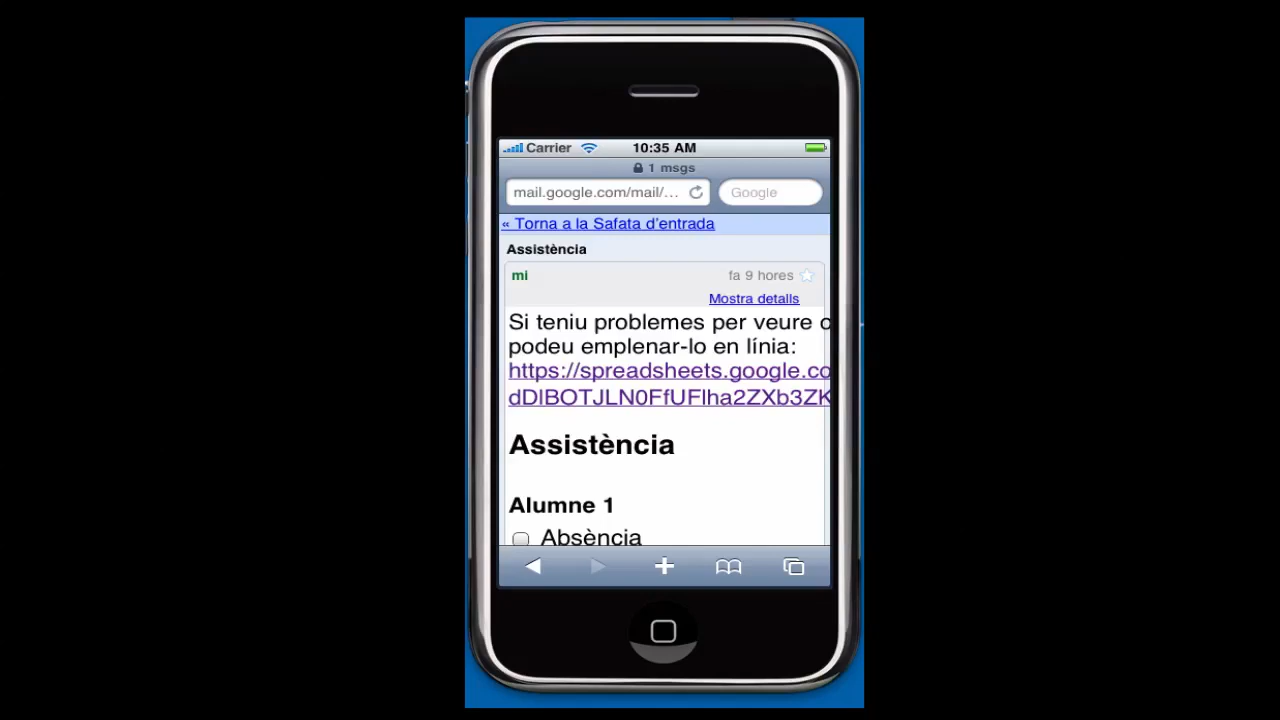 Carrier 10:35 AM
1 msgs
mail.google.com/mail/... Google
« Torna a la Safata d'entrada
Assistència
mi fa 9 hores
Mostra detalls
Si teniu problemes per veure
podeu emplenar-lo en línia:
https://spreadsheets.google.co
dDlBOTJLN0FfUFlha2ZXb3ZK
Assistència
Alumne 1
Absència